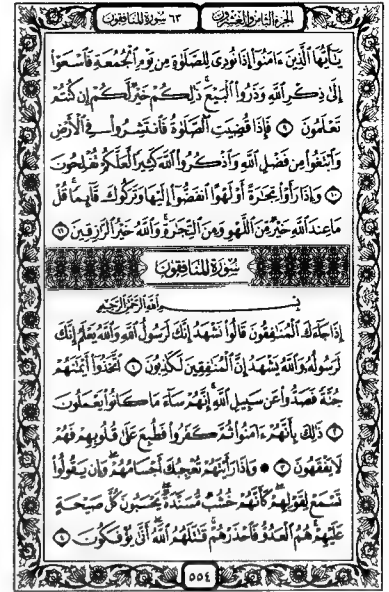 الجزء الثامن والعشرون
٦٣ سورة المنافقون
يَٰٓأَيُّهَا ٱلَّذِينَ ءَامَنُوٓا۟ إِذَا نُودِىَ لِلصَّلَوٰةِ مِن يَوْمِ ٱلْجُمُعَةِ فَٱسْعَوْا۟
إِلَىٰ ذِكْرِ ٱللَّهِ وَذَرُوا۟ ٱلْبَيْعَ ذَٰلِكُمْ خَيْرٌ لَّكُمْ إِن كُنتُمْ
تَعْلَمُونَ ٩ فَإِذَا قُضِيَتِ ٱلصَّلَوٰةُ فَٱنتَشِرُوا۟ فِى ٱلْأَرْضِ
وَٱبْتَغُوا۟ مِن فَضْلِ ٱللَّهِ وَٱذْكُرُوا۟ ٱللَّهَ كَثِيرًا لَّعَلَّكُمْ تُفْلِحُونَ
١٠ وَإِذَا رَأَوْا۟ تِجَٰرَةً أَوْ لَهْوًا ٱنفَضُّوٓا۟ إِلَيْهَا وَتَرَكُوكَ قَآئِمًا قُلْ
مَا عِندَ ٱللَّهِ خَيْرٌ مِّنَ ٱللَّهْوِ وَمِنَ ٱلتِّجَٰرَةِ وَٱللَّهُ خَيْرُ ٱلرَّٰزِقِينَ ١١
سورة المنافقون
بِسْمِ ٱللَّهِ ٱلرَّحْمَٰنِ ٱلرَّحِيمِ
إِذَا جَآءَكَ ٱلْمُنَٰفِقُونَ قَالُوا۟ نَشْهَدُ إِنَّكَ لَرَسُولُ ٱللَّهِ وَٱللَّهُ يَعْلَمُ إِنَّكَ
لَرَسُولُهُۥ وَٱللَّهُ يَشْهَدُ إِنَّ ٱلْمُنَٰفِقِينَ لَكَٰذِبُونَ ١ ٱتَّخَذُوٓا۟ أَيْمَٰنَهُمْ
جُنَّةً فَصَدُّوا۟ عَن سَبِيلِ ٱللَّهِ إِنَّهُمْ سَآءَ مَا كَانُوا۟ يَعْمَلُونَ
٢ ذَٰلِكَ بِأَنَّهُمْ ءَامَنُوا۟ ثُمَّ كَفَرُوا۟ فَطُبِعَ عَلَىٰ قُلُوبِهِمْ فَهُمْ
لَا يَفْقَهُونَ ٣ ۞ وَإِذَا رَأَيْتَهُمْ تُعْجِبُكَ أَجْسَامُهُمْ وَإِن يَقُولُوا۟
تَسْمَعْ لِقَوْلِهِمْ كَأَنَّهُمْ خُشُبٌ مُّسَنَّدَةٌ يَحْسَبُونَ كُلَّ صَيْحَةٍ
عَلَيْهِمْ هُمُ ٱلْعَدُوُّ فَٱحْذَرْهُمْ قَٰتَلَهُمُ ٱللَّهُ أَنَّىٰ يُؤْفَكُونَ ٤
٥٥٤